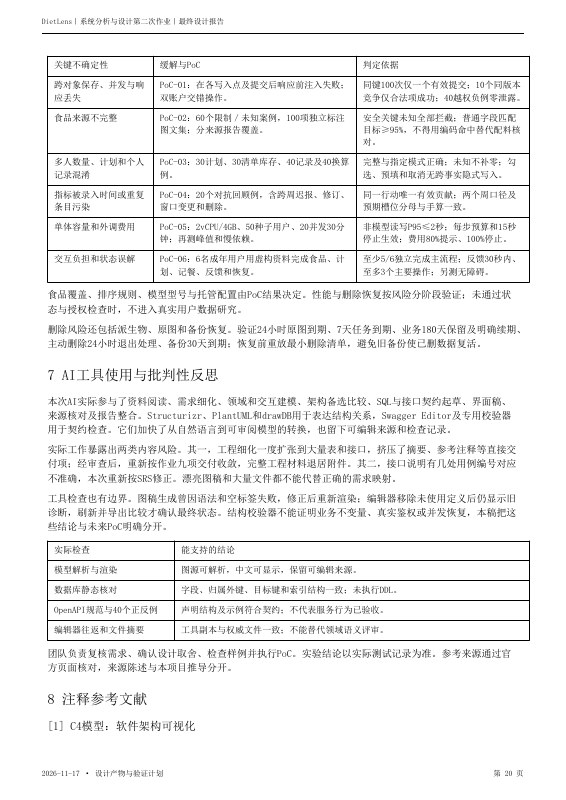 DietLens｜系统分析与设计第二次作业｜最终设计报告
关键不确定性 缓解与PoC 判定依据
跨对象保存、并发与响应丢失 PoC-01：在各写入点及提交后响应前注入失败；双账户交错操作。 同键100次仅一个有效提交；10个同版本竞争仅合法项成功；40越权负例零泄露。
食品来源不完整 PoC-02：60个限制／未知案例，100项独立标注图文集；分来源报告覆盖。 安全关键未知全部拦截；普通字段匹配目标≥95%，不得用编码命中替代配料核对。
多人数量、计划和个人记录混淆 PoC-03：30计划、30清单库存、40记录及40换算例。 完整与指定模式正确；未知不补零；勾选、预填和取消无跨事实隐式写入。
指标被录入时间或重复条目污染 PoC-04：20个对抗回顾例，含跨周迟报、修订、窗口变更和删除。 同一行动唯一有效贡献；两个周口径及预期槽位分母与手算一致。
单体容量和外调费用 PoC-05：2vCPU/4GB、50种子用户、20并发30分钟；再测峰值和慢依赖。 非模型读写P95≤2秒；每步预算和15秒停止生效；费用80%提示、100%停止。
交互负担和状态误解 PoC-06：6名成年用户用虚构资料完成食品、计划、记餐、反馈和恢复。 至少5/6独立完成主流程；反馈30秒内、至多3个主要操作；另测无障碍。
食品覆盖、排序规则、模型型号与托管配置由PoC结果决定。性能与删除恢复按风险分阶段验证；未通过状
态与授权检查时，不进入真实用户数据研究。
删除风险还包括派生物、原图和备份恢复。验证24小时原图到期、7天任务到期、业务180天保留及明确续期、
主动删除24小时退出处理、备份30天到期；恢复前重放最小删除清单，避免旧备份使已删数据复活。
7 AI工具使用与批判性反思
本次AI实际参与了资料阅读、需求细化、领域和交互建模、架构备选比较、SQL与接口契约起草、界面稿、
来源核对及报告整合。Structurizr、PlantUML和drawDB用于表达结构关系，Swagger Editor及专用校验器
用于契约检查。它们加快了从自然语言到可审阅模型的转换，也留下可编辑来源和检查记录。
实际工作暴露出两类内容风险。其一，工程细化一度扩张到大量表和接口，挤压了摘要、参考注释等直接交
付项；经审查后，重新按作业九项交付收敛，完整工程材料退居附件。其二，接口说明有几处用例编号对应
不准确，本次重新按SRS修正。漂亮图稿和大量文件都不能代替正确的需求映射。
工具检查也有边界。图稿生成曾因语法和空标签失败，修正后重新渲染；编辑器移除未使用定义后仍显示旧
诊断，刷新并导出比较才确认最终状态。结构校验器不能证明业务不变量、真实鉴权或并发恢复，本稿把这
些结论与未来PoC明确分开。
实际检查 能支持的结论
模型解析与渲染 图源可解析，中文可显示，保留可编辑来源。
数据库静态核对 字段、归属外键、目标键和索引结构一致；未执行DDL。
OpenAPI规范与40个正反例 声明结构及示例符合契约；不代表服务行为已验收。
编辑器往返和文件摘要 工具副本与权威文件一致；不能替代领域语义评审。
团队负责复核需求、确认设计取舍、检查样例并执行PoC。实验结论以实际测试记录为准。参考来源通过官
方页面核对，来源陈述与本项目推导分开。
8 注释参考文献
[1] C4模型：软件架构可视化
2026-11-17 • 设计产物与验证计划 第 20 页